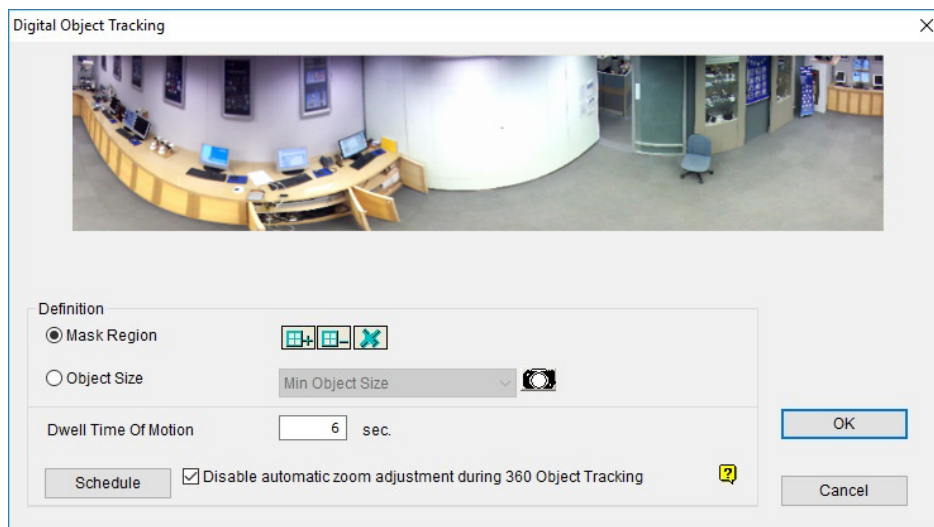 Digital Object Tracking
Definition
Mask Region
Object Size
Min Object Size
Dwell Time Of Motion 6 sec.
Schedule
Disable automatic zoom adjustment during 360 Object Tracking
?
OK
Cancel